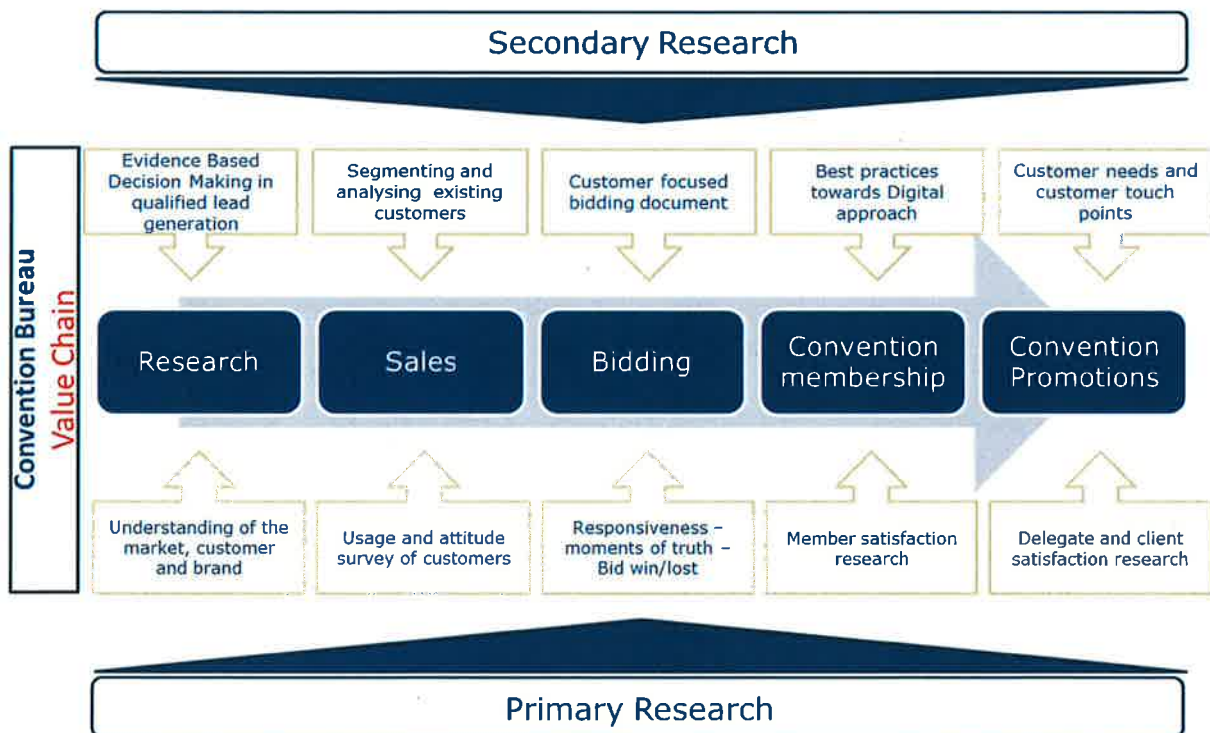 Secondary Research
Convention Bureau
Value Chain
Evidence Based
Decision Making in
qualified lead
generation
Segmenting and
analysing existing
customers
Customer focused
bidding document
Best practices
towards Digital
approach
Customer needs and
customer touch
points
Research
Sales
Bidding
Convention
membership
Convention
Promotions
Understanding of the
market, customer
and brand
Usage and attitude
survey of customers
Responsiveness –
moments of truth –
Bid win/lost
Member satisfaction
research
Delegate and client
satisfaction research
Primary Research